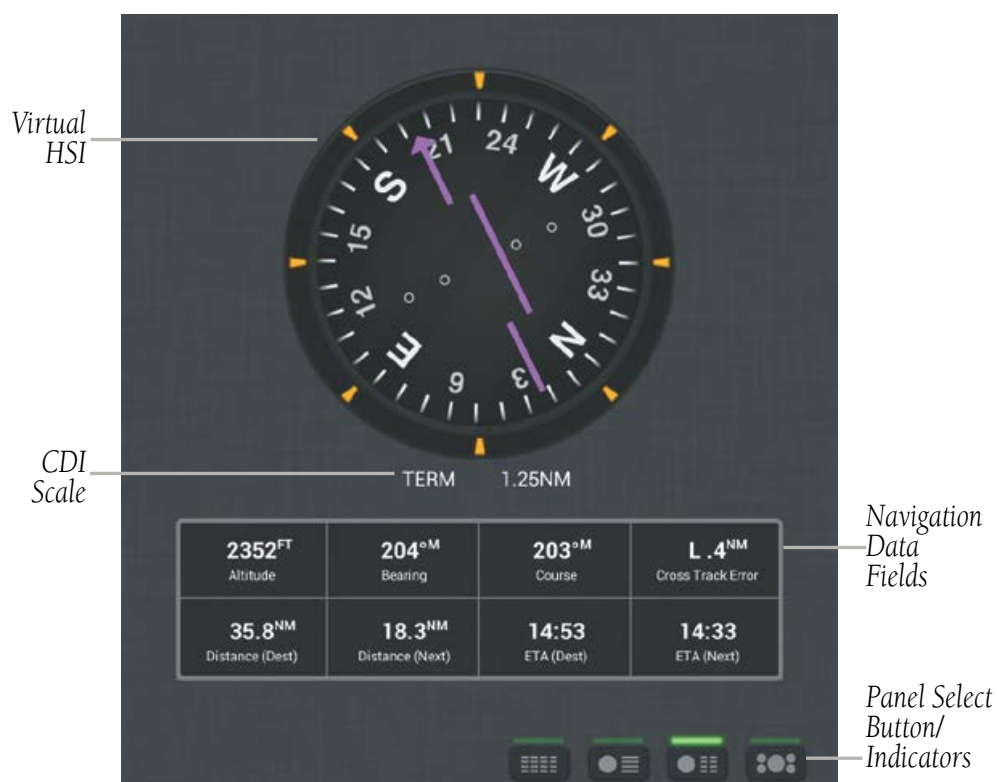 Virtual
HSI
21
24
W
30
33
N
3
6
E
12
15
S
CDI
Scale
TERM 1.25NM
2352FT
Altitude
204°M
Bearing
203°M
Course
L .4NM
Cross Track Error
35.8NM
Distance (Dest)
18.3NM
Distance (Next)
14:53
ETA (Dest)
14:33
ETA (Next)
Navigation
Data
Fields
Panel Select
Button/
Indicators